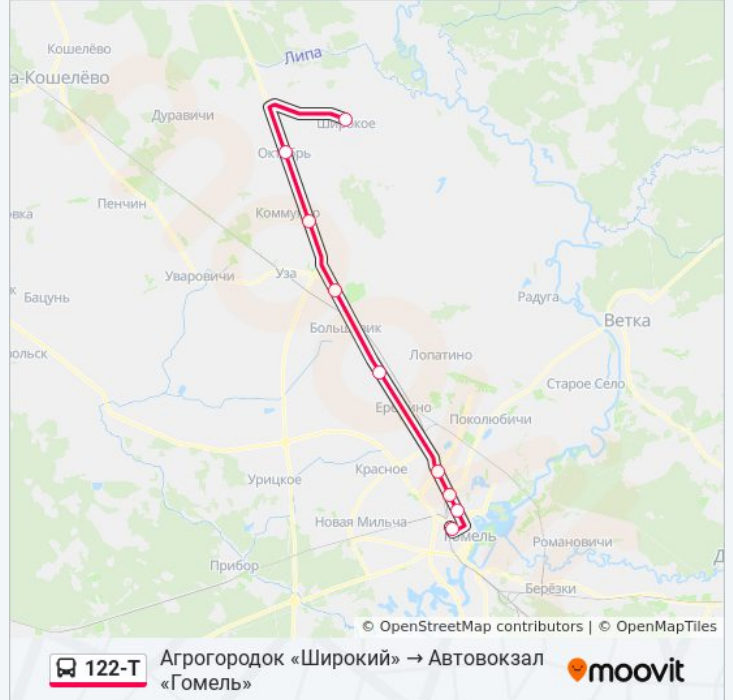 Кошелёво
Липа
а-Кошелёво
Дуравичи
Широкое
Октябрь
Пенчин
Коммунар
вка
Уваровичи
Уза
к
Бацунь
Радуга
Ветка
Большевик
ольск
Лопатино
Старое Село
Еремино
Поколюбичи
Красное
Урицкое
Новая Мильча
Гомель
Романовичи
Д
Прибор
Берёзки
© OpenStreetMap contributors | © OpenMapTiles
122-Т
Агрогородок «Широкий» → Автовокзал
«Гомель»
moovit